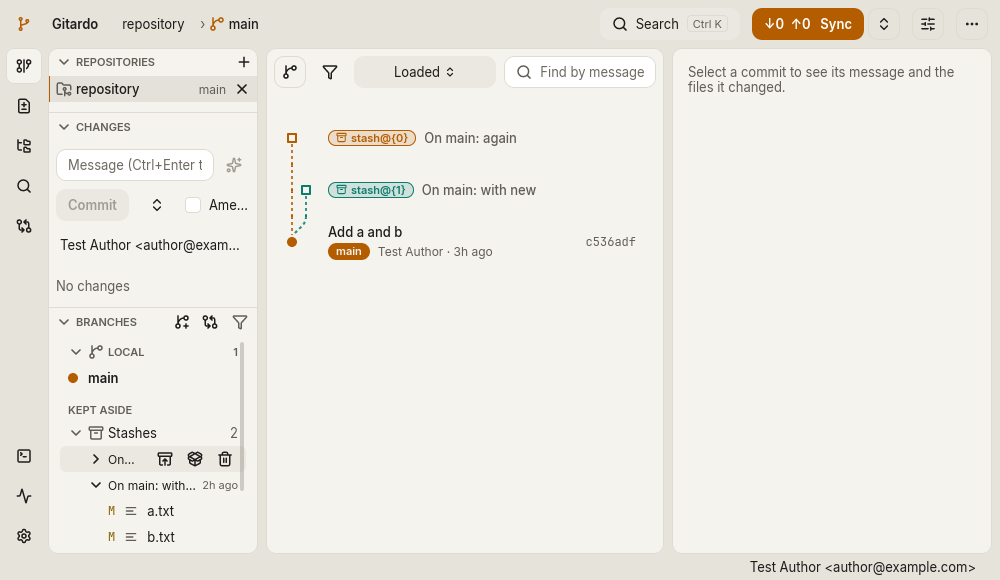 Gitardo repository › main Search Ctrl K ↓0 ↑0 Sync
REPOSITORIES
repository main
CHANGES
Message (Ctrl+Enter t
Commit Ame...
Test Author <author@exam...
No changes
BRANCHES
LOCAL 1
main
KEPT ASIDE
Stashes 2
On...
On main: with... 2h ago
M a.txt
M b.txt
Loaded Find by message
stash@{0} On main: again
stash@{1} On main: with new
Add a and b
main Test Author · 3h ago c536adf
Select a commit to see its message and the
files it changed.
Test Author <author@example.com>